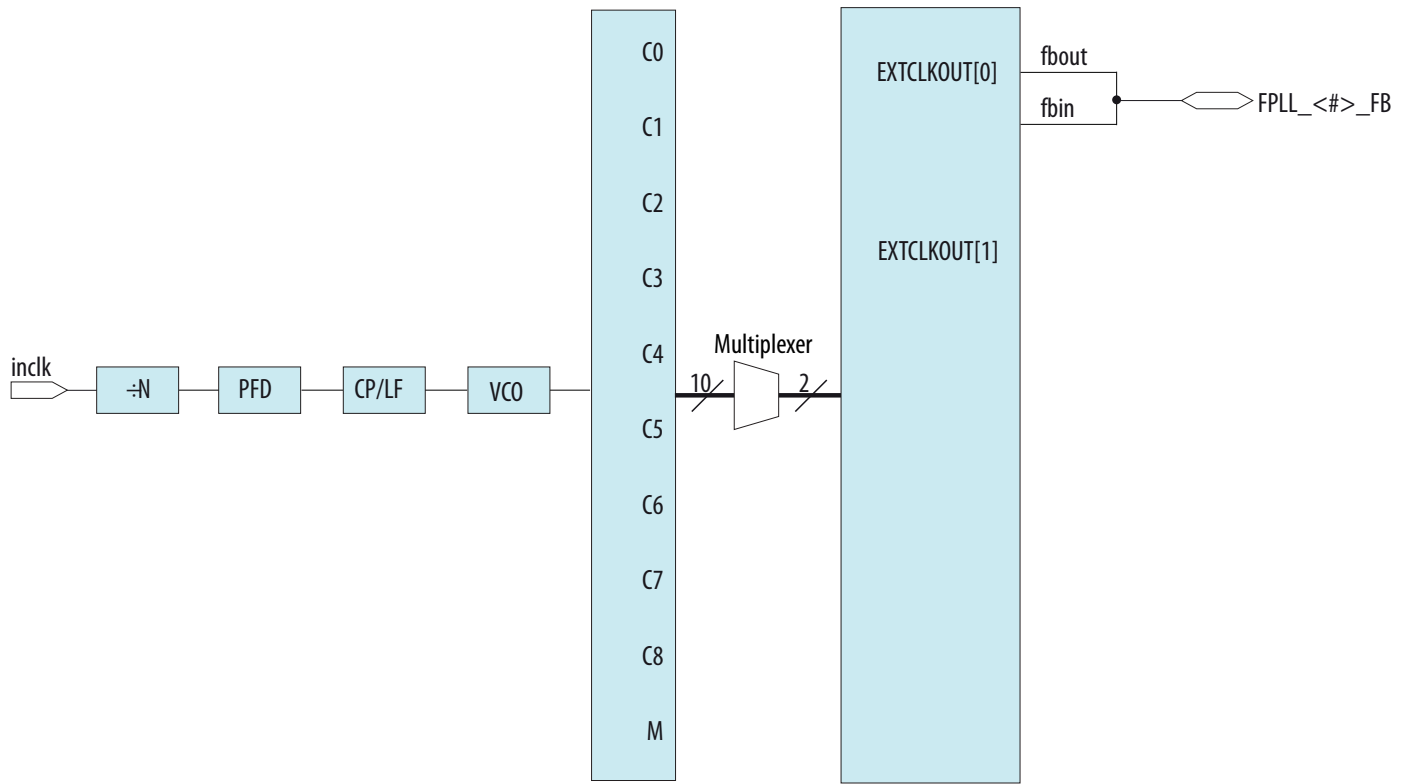 inclk
÷N
PFD
CP/LF
VCO
C0
C1
C2
C3
C4
C5
C6
C7
C8
M
10
Multiplexer
2
EXTCLKOUT[0]
EXTCLKOUT[1]
fbout
fbin
FPLL_<#>_FB